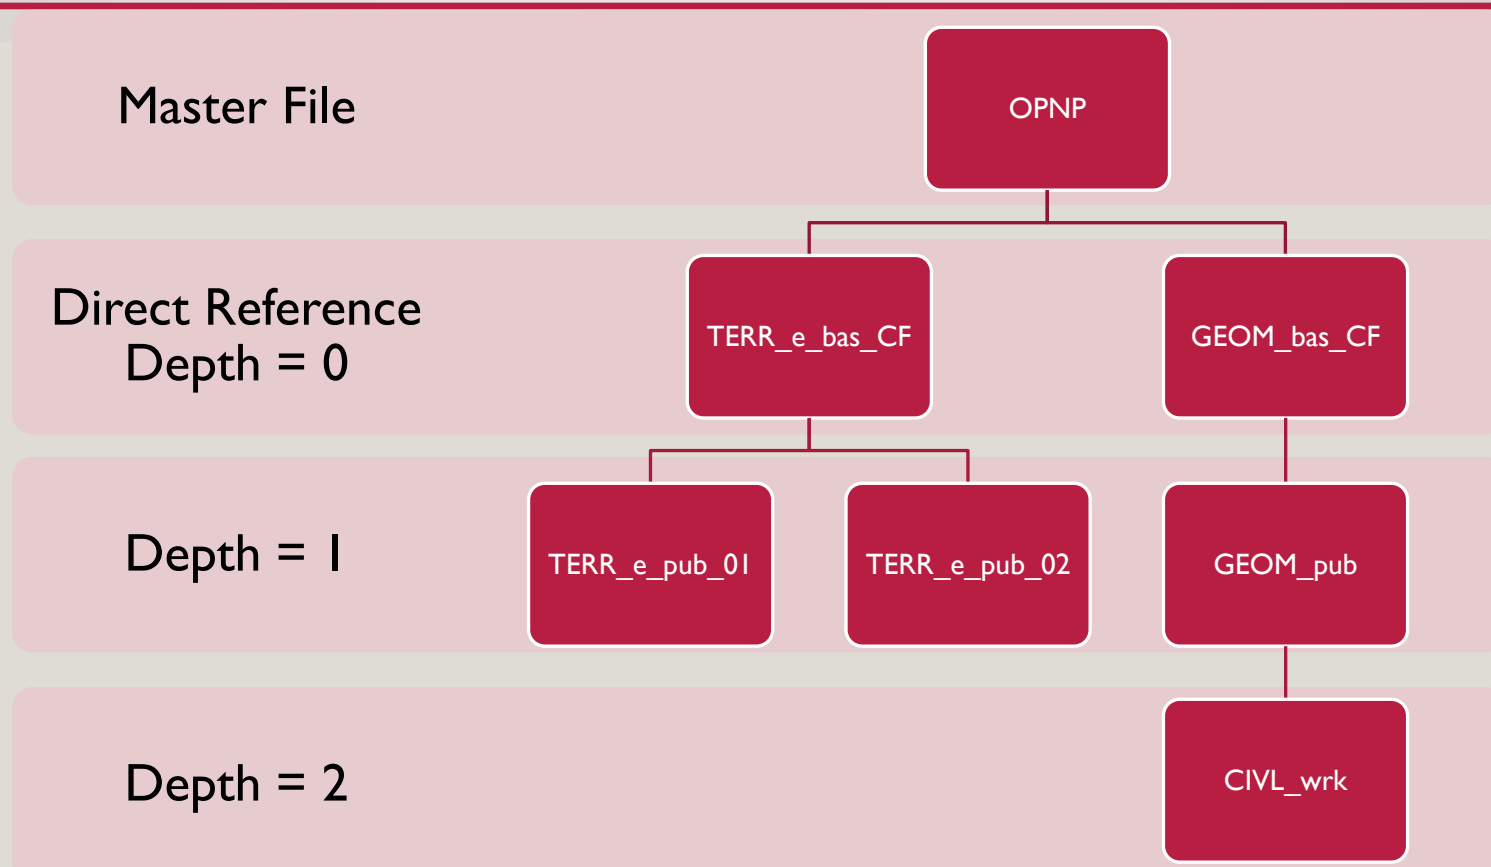 Master File
OPNP
Direct Reference
Depth = 0
TERR_e_bas_CF
GEOM_bas_CF
Depth = 1
TERR_e_pub_01
TERR_e_pub_02
GEOM_pub
Depth = 2
CIVL_wrk